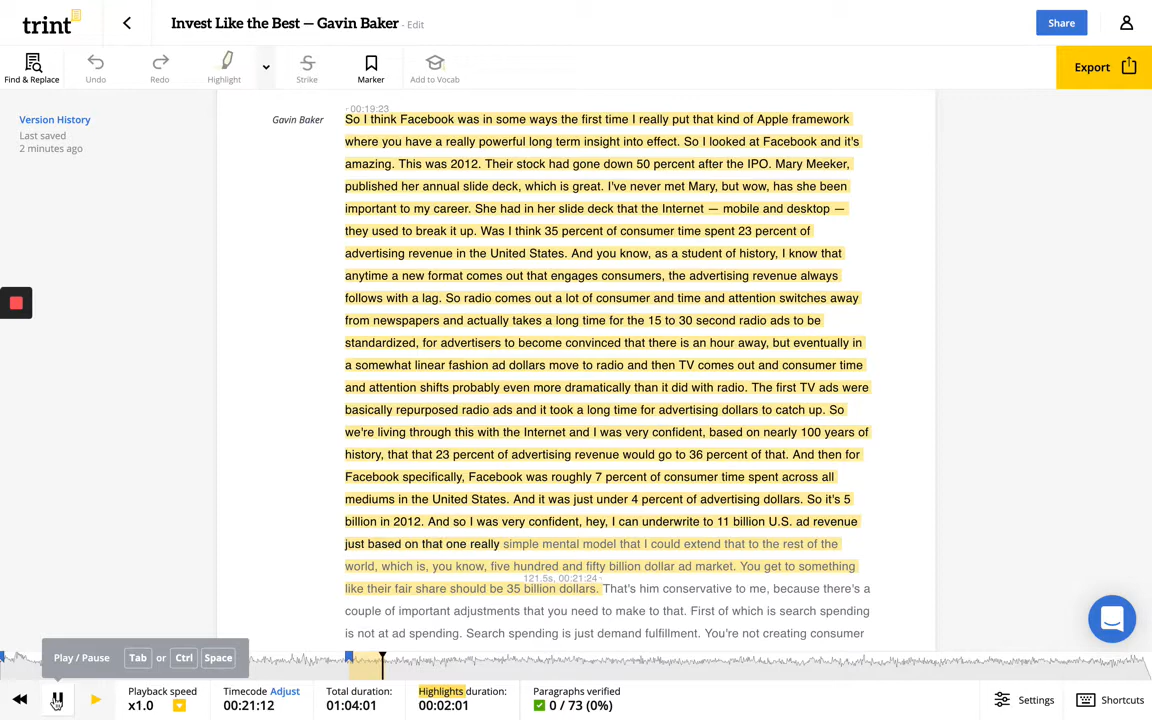 trint
Invest Like the Best — Gavin Baker - Edit
Share
Find & Replace
Undo
Redo
Highlight
Strike
Marker
Add to Vocab
Export
Version History
Last saved
2 minutes ago
- 00:19:23
Gavin Baker
So I think Facebook was in some ways the first time I really put that kind of Apple framework
where you have a really powerful long term insight into effect. So I looked at Facebook and it's
amazing. This was 2012. Their stock had gone down 50 percent after the IPO. Mary Meeker,
published her annual slide deck, which is great. I've never met Mary, but wow, has she been
important to my career. She had in her slide deck that the Internet — mobile and desktop —
they used to break it up. Was I think 35 percent of consumer time spent 23 percent of
advertising revenue in the United States. And you know, as a student of history, I know that
anytime a new format comes out that engages consumers, the advertising revenue always
follows with a lag. So radio comes out a lot of consumer and time and attention switches away
from newspapers and actually takes a long time for the 15 to 30 second radio ads to be
standardized, for advertisers to become convinced that there is an hour away, but eventually in
a somewhat linear fashion ad dollars move to radio and then TV comes out and consumer time
and attention shifts probably even more dramatically than it did with radio. The first TV ads were
basically repurposed radio ads and it took a long time for advertising dollars to catch up. So
we're living through this with the Internet and I was very confident, based on nearly 100 years of
history, that that 23 percent of advertising revenue would go to 36 percent of that. And then for
Facebook specifically, Facebook was roughly 7 percent of consumer time spent across all
mediums in the United States. And it was just under 4 percent of advertising dollars. So it's 5
billion in 2012. And so I was very confident, hey, I can underwrite to 11 billion U.S. ad revenue
just based on that one really simple mental model that I could extend that to the rest of the
world, which is, you know, five hundred and fifty billion dollar ad market. You get to something
121.5s, 00:21:24 -
like their fair share should be 35 billion dollars. That's him conservative to me, because there's a
couple of important adjustments that you need to make to that. First of which is search spending
is not at ad spending. Search spending is just demand fulfillment. You're not creating consumer
Play / Pause Tab or Ctrl Space
Playback speed
x1.0
Timecode Adjust
00:21:12
Total duration:
01:04:01
Highlights duration:
00:02:01
Paragraphs verified
0 / 73 (0%)
Settings
Shortcuts